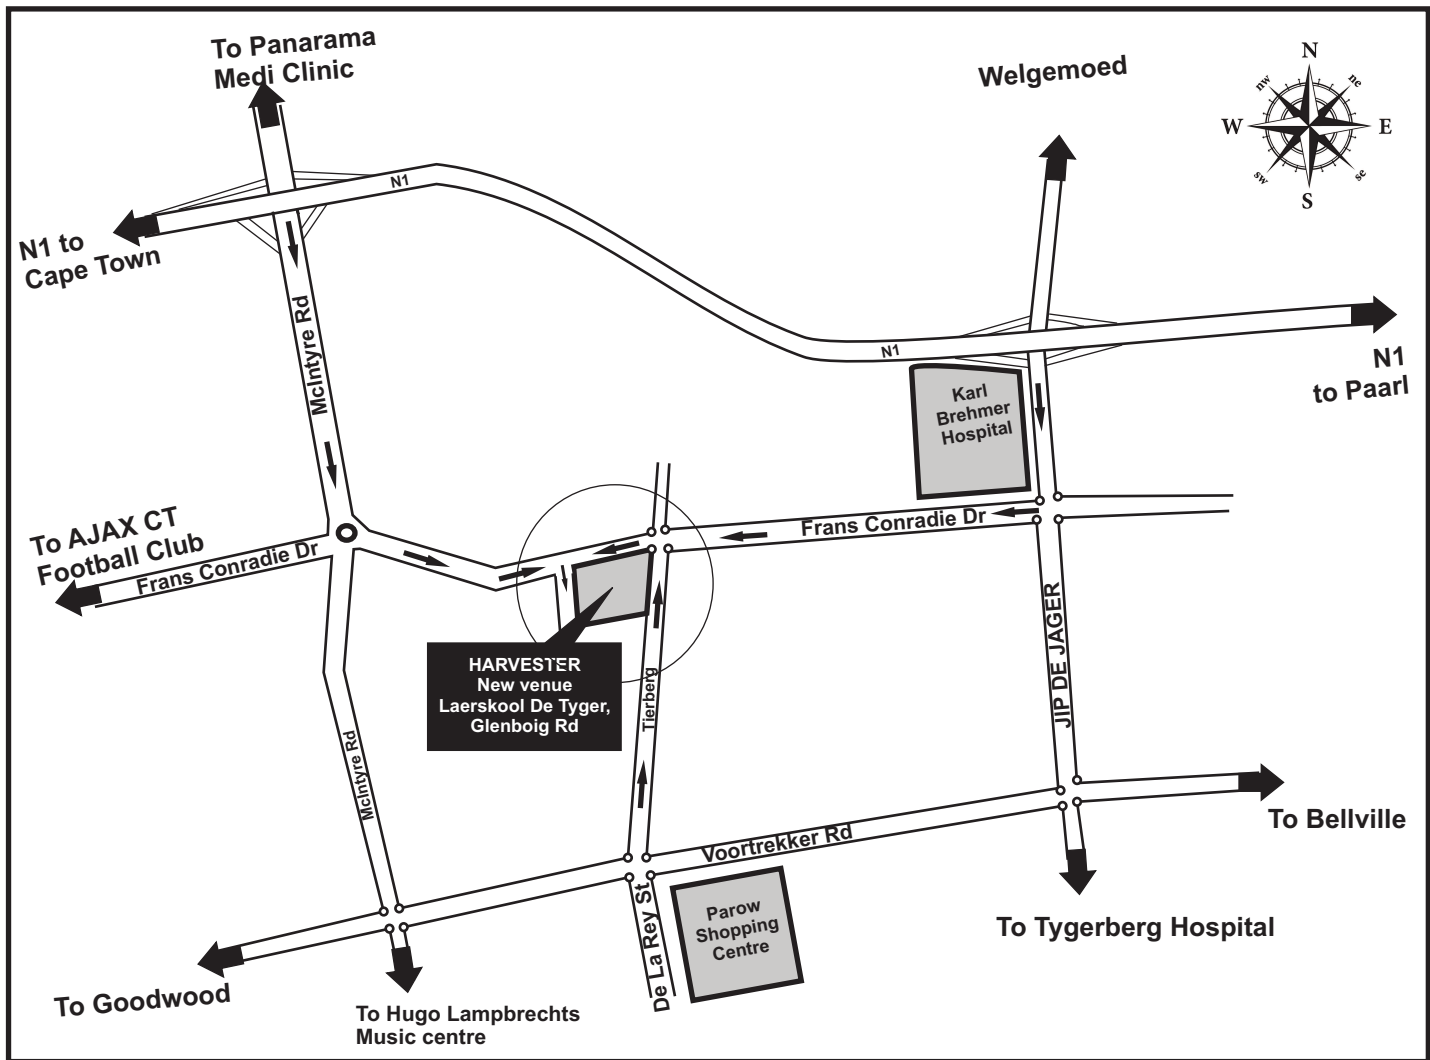 To Panarama
Medi Clinic
Welgemoed
N
nw
ne
W
E
sw
se
S
N1
N1 to
Cape Town
McIntyre Rd
N1
N1
to Paarl
Karl
Brehmer
Hospital
To AJAX CT
Football Club
Frans Conradie Dr
Frans Conradie Dr
HARVESTER
New venue
Laerskool De Tyger,
Glenboig Rd
Tierberg
JIP DE JAGER
McIntyre Rd
Voortrekker Rd
To Bellville
De La Rey St
Parow
Shopping
Centre
To Tygerberg Hospital
To Goodwood
To Hugo Lampbrechts
Music centre